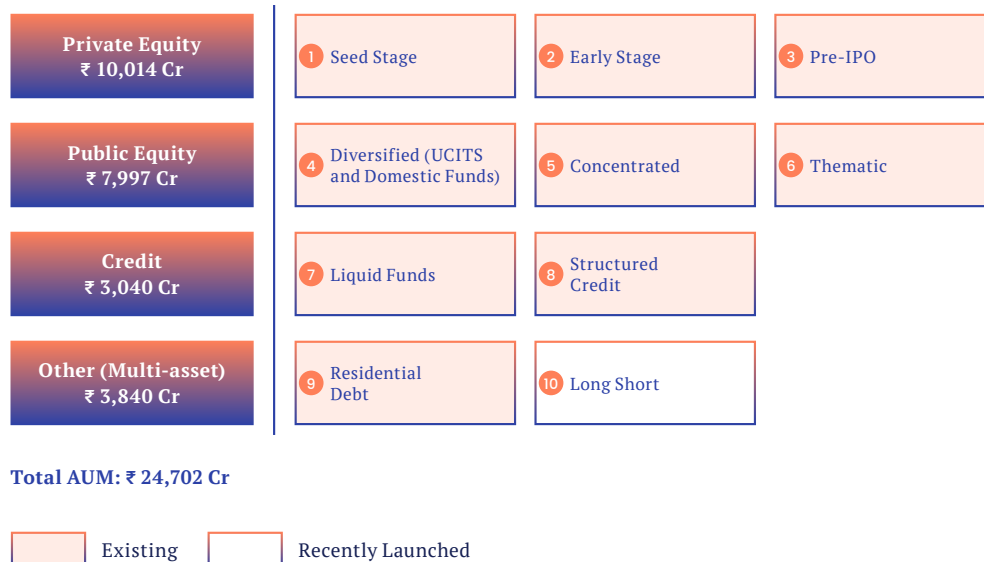 Private Equity
₹ 10,014 Cr
1 Seed Stage
2 Early Stage
3 Pre-IPO
Public Equity
₹ 7,997 Cr
4 Diversified (UCITS
and Domestic Funds)
5 Concentrated
6 Thematic
Credit
₹ 3,040 Cr
7 Liquid Funds
8 Structured
Credit
Other (Multi-asset)
₹ 3,840 Cr
9 Residential
Debt
10 Long Short
Total AUM: ₹ 24,702 Cr
Existing
Recently Launched